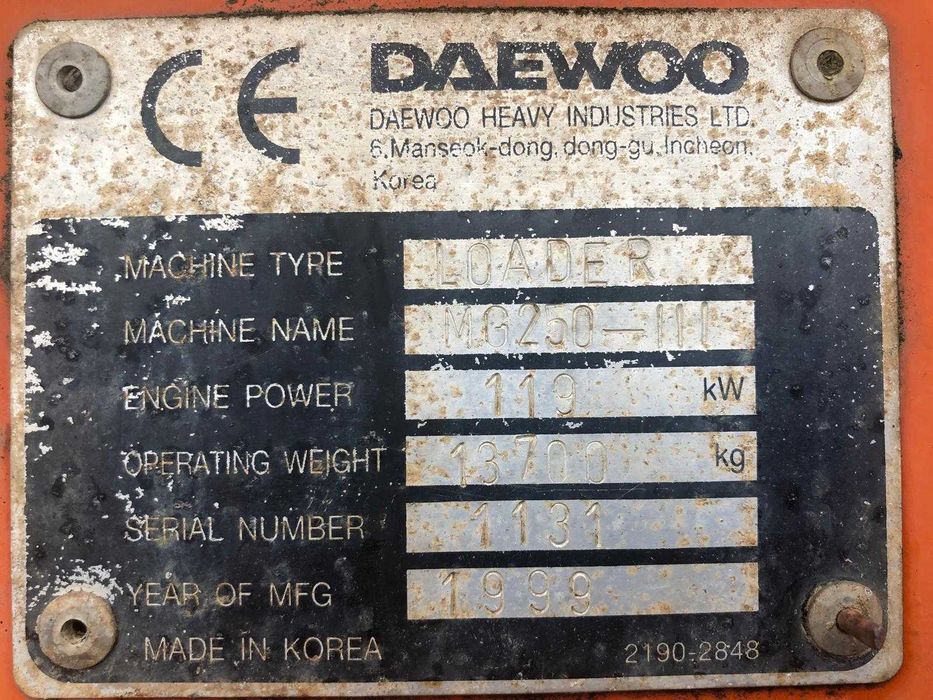 CE
DAEWOO
DAEWOO HEAVY INDUSTRIES LTD.
6,Manseok-dong, dong-gu, Incheon,
Korea
MACHINE TYPE LOADER
MACHINE NAME MG250-III
ENGINE POWER 119 kW
OPERATING WEIGHT 13700 kg
SERIAL NUMBER 1131
YEAR OF MFG 1999
MADE IN KOREA 2190-2848